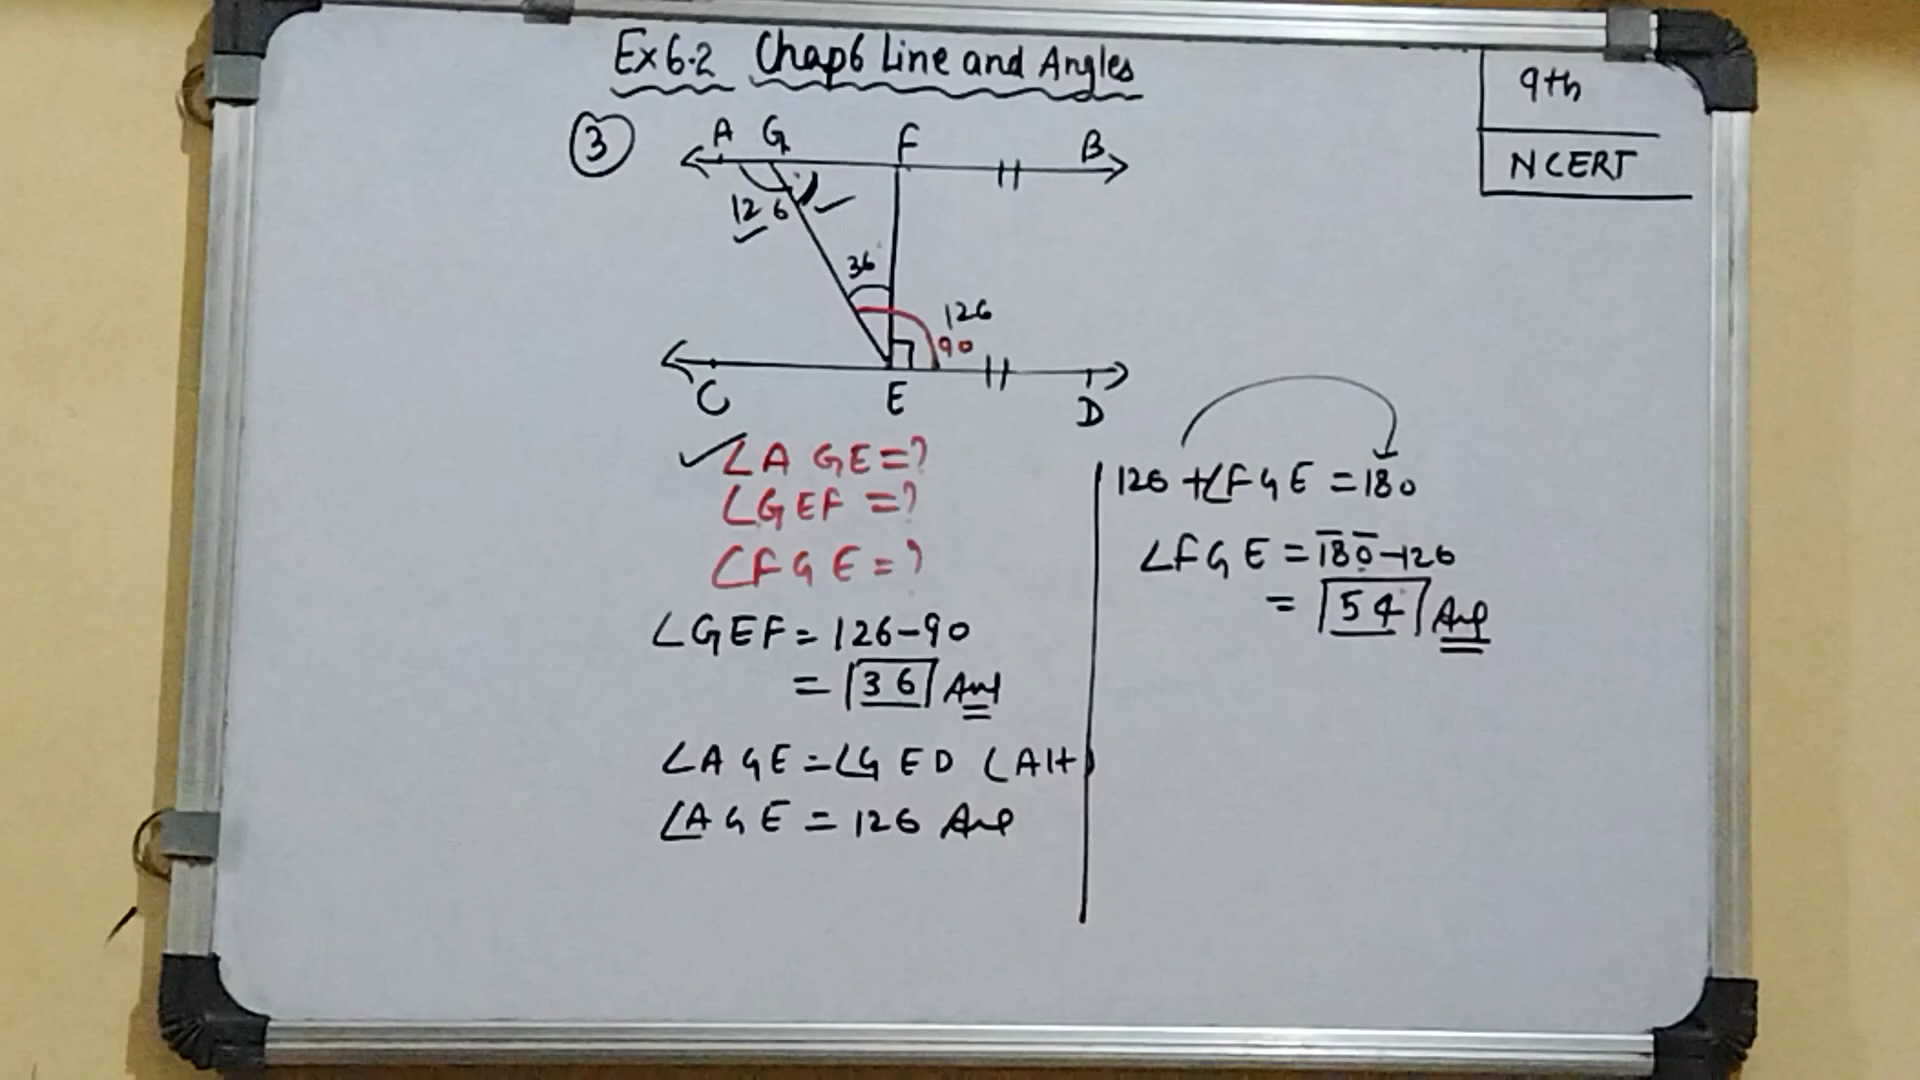 Ex 6.2 Chap6 Line and Angles
9th
NCERT
3
A G F B
126
36
126
90
C E D
∠AGE=?
∠GEF=?
∠FGE=?
∠GEF=126-90
=36 Ans
∠AGE=∠GED (Alt)
∠AGE=126 Ans
126+∠FGE=180
∠FGE=180-126
=54 Ans